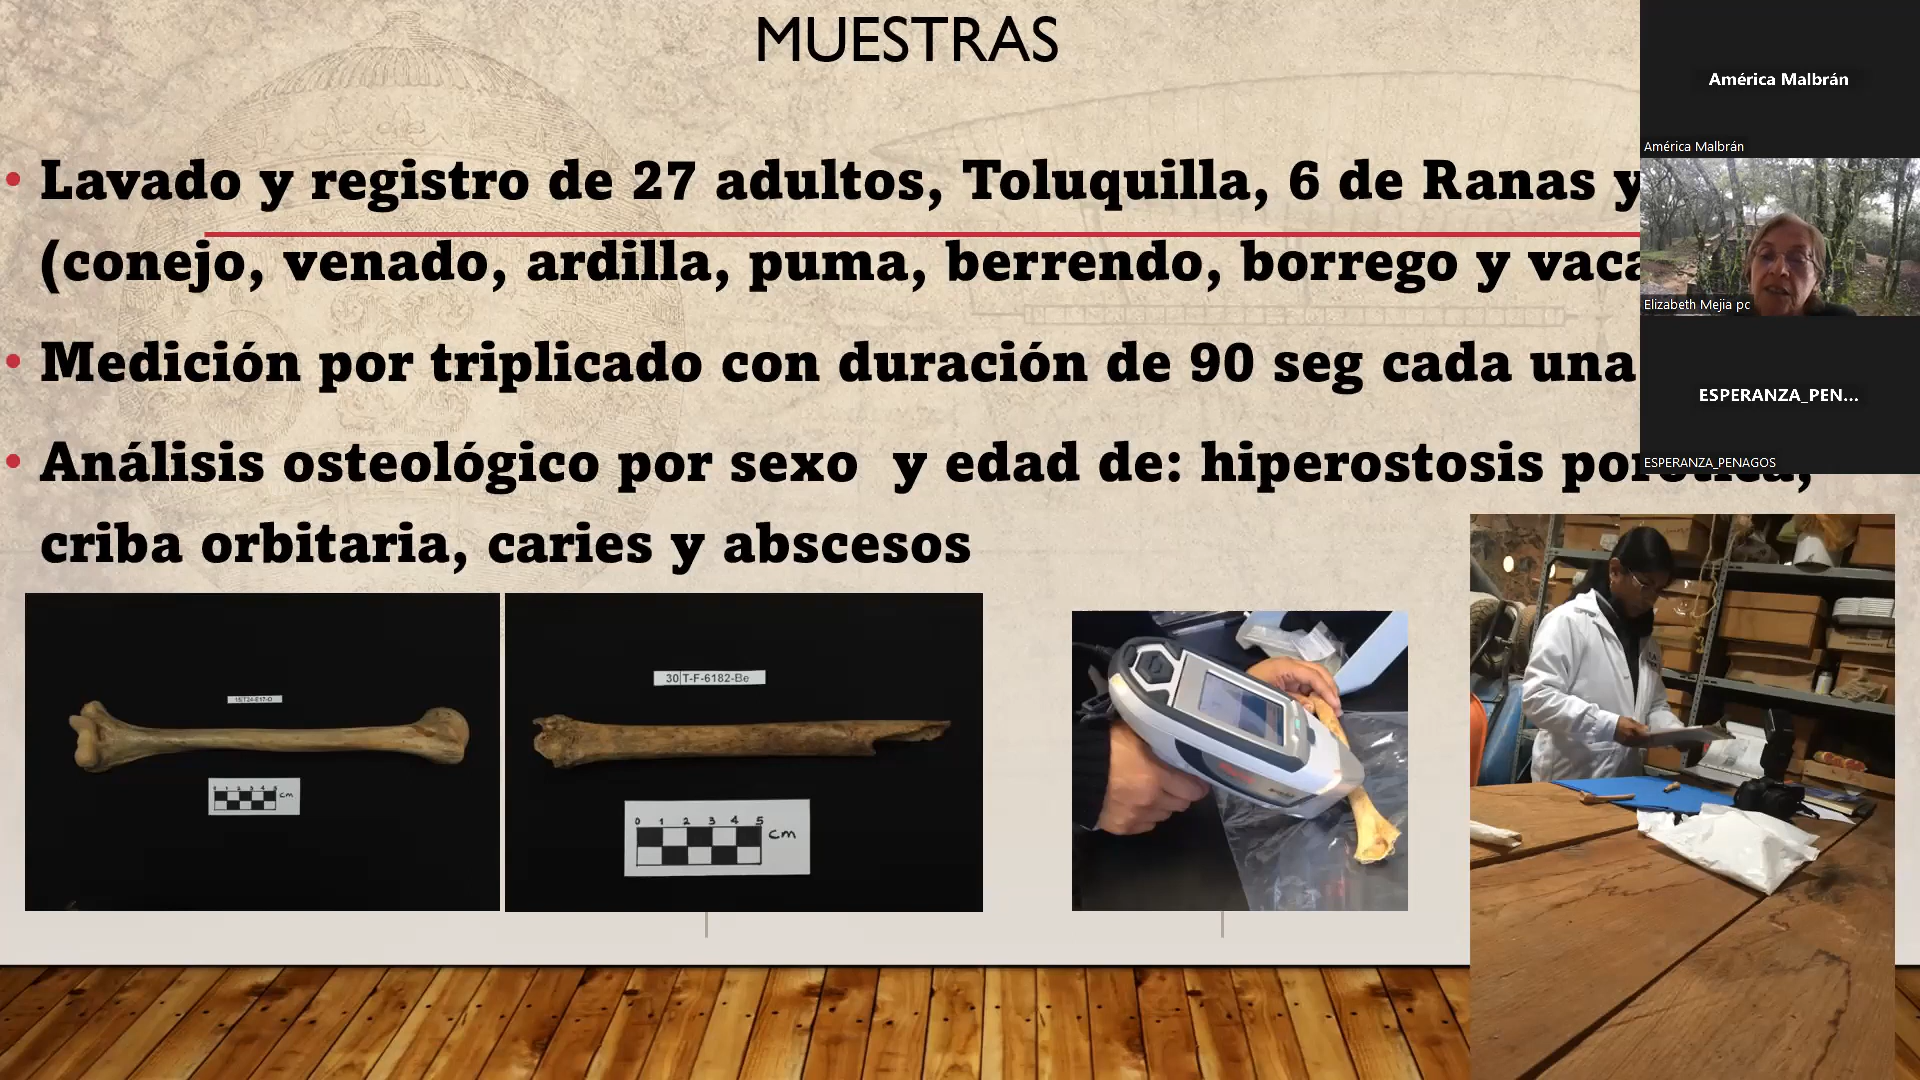 MUESTRAS
• Lavado y registro de 27 adultos, Toluquilla, 6 de Ranas y
(conejo, venado, ardilla, puma, berrendo, borrego y vaca
• Medición por triplicado con duración de 90 seg cada una
• Análisis osteológico por sexo y edad de: hiperostosis porotica,
criba orbitaria, caries y abscesos
30 T-F-6182-Be
0 1 2 3 4 5 cm
0 1 2 3 4 5 cm
América Malbrán
América Malbrán
Elizabeth Mejia pc
ESPERANZA_PEN...
ESPERANZA_PENAGOS